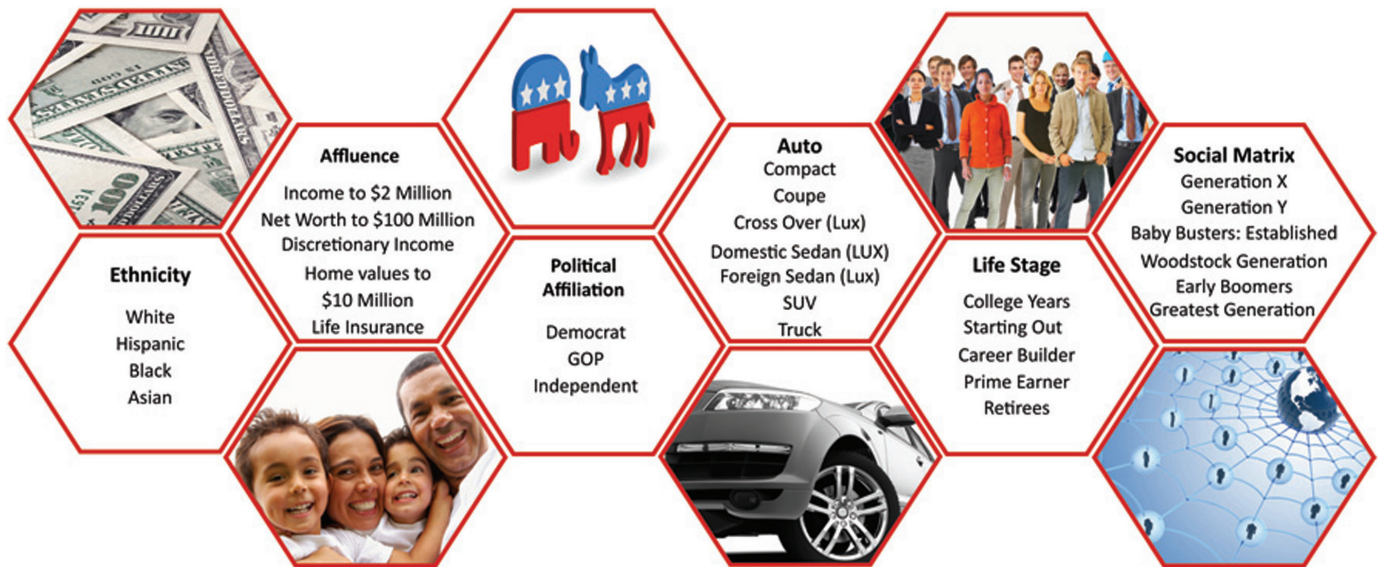 Ethnicity
White
Hispanic
Black
Asian
Affluence
Income to $2 Million
Net Worth to $100 Million
Discretionary Income
Home values to
$10 Million
Life Insurance
Political
Affiliation
Democrat
GOP
Independent
Auto
Compact
Coupe
Cross Over (Lux)
Domestic Sedan (LUX)
Foreign Sedan (Lux)
SUV
Truck
Life Stage
College Years
Starting Out
Career Builder
Prime Earner
Retirees
Social Matrix
Generation X
Generation Y
Baby Busters: Established
Woodstock Generation
Early Boomers
Greatest Generation